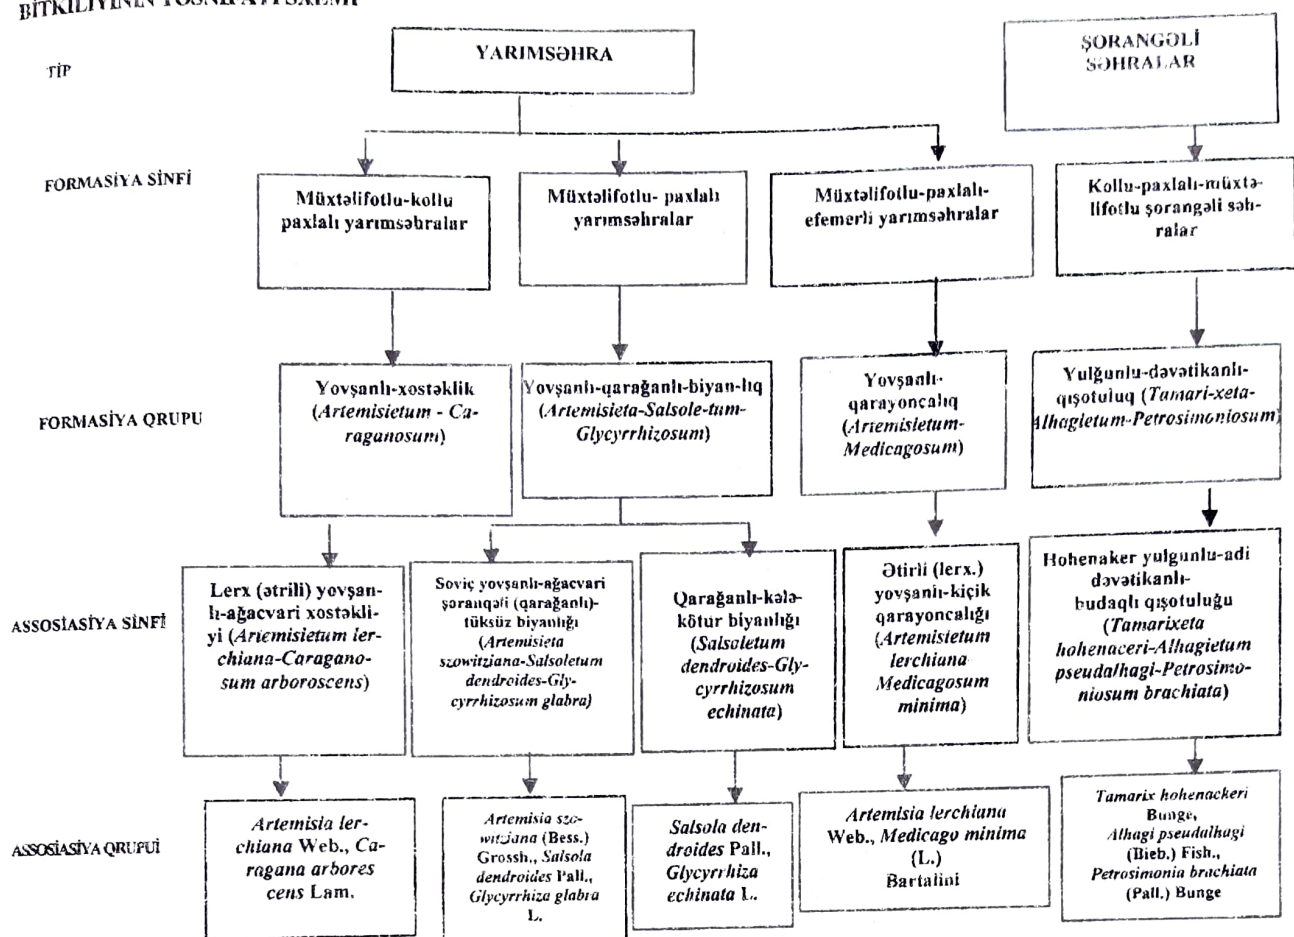 BİTKİLİYİNİN TƏSNİFATI SXEMİ
TİP
YARIMSƏHRA
ŞORANGƏLİ
SƏHRALAR
FORMASİYA SİNFİ
Müxtəlifotlu-kollu
paxlalı yarımsəhralar
Müxtəlifotlu- paxlalı
yarımsəhralar
Müxtəlifotlu-paxlalı-
efemerli yarımsəhralar
Kollu-paxlalı-müxtə-
lifotlu şorangəli səh-
ralar
FORMASİYA QRUPU
Yovşanlı-xostəklik
(Artemisietum - Ca-
raganosum)
Yovşanlı-qarağanlı-biyan-lıq
(Artemisieta-Salsole-tum-
Glycyrrhizosum)
Yovşanlı-
qarayoncalıq
(Artemisietum-
Medicagosum)
Yulğunlu-dəvətikanlı-
qışotuluq (Tamari-xeta-
Alhagietum-Petrosimoniosum)
ASSOSİASİYA SİNFİ
Lerx (ətrili) yovşan-
lı-ağacvari xostəkli-
yi (Artemisietum ler-
chiana-Caragano-
sum arboroscens)
Soviç yovşanlı-ağacvari
şoranqəli (qarağanlı)-
tüksüz biyanlığı
(Artemisieta
szowitziana-Salsoletum
dendroides-Gly-
cyrrhizosum glabra)
Qarağanlı-kələ-
kötür biyanlığı
(Salsoletum
dendroides-Gly-
cyrrhizosum
echinata)
Ətirli (lerx.)
yovşanlı-kiçik
qarayoncalığı
(Artemisietum
lerchiana
Medicagosum
minima)
Hohenaker yulgunlu-adi
dəvətikanlı-
budaqlı qışotuluğu
(Tamarixeta
hohenaceri-Alhagietum
pseudalhagi-Petrosimo-
niosum brachiata)
ASSOSİASİYA QRUPUİ
Artemisia ler-
chiana Web., Ca-
ragana arbores
cens Lam.
Artemisia szo-
witziana (Bess.)
Grossh., Salsola
dendroides Pall.,
Glycyrrhiza glabra
L.
Salsola den-
droides Pall.,
Glycyrrhiza
echinata L.
Artemisia lerchiana
Web., Medicago minima
(L.)
Bartalini
Tamarix hohenackeri
Bunge,
Alhagi pseudalhagi
(Bieb.) Fish.,
Petrosimonia brachiata
(Pall.) Bunge